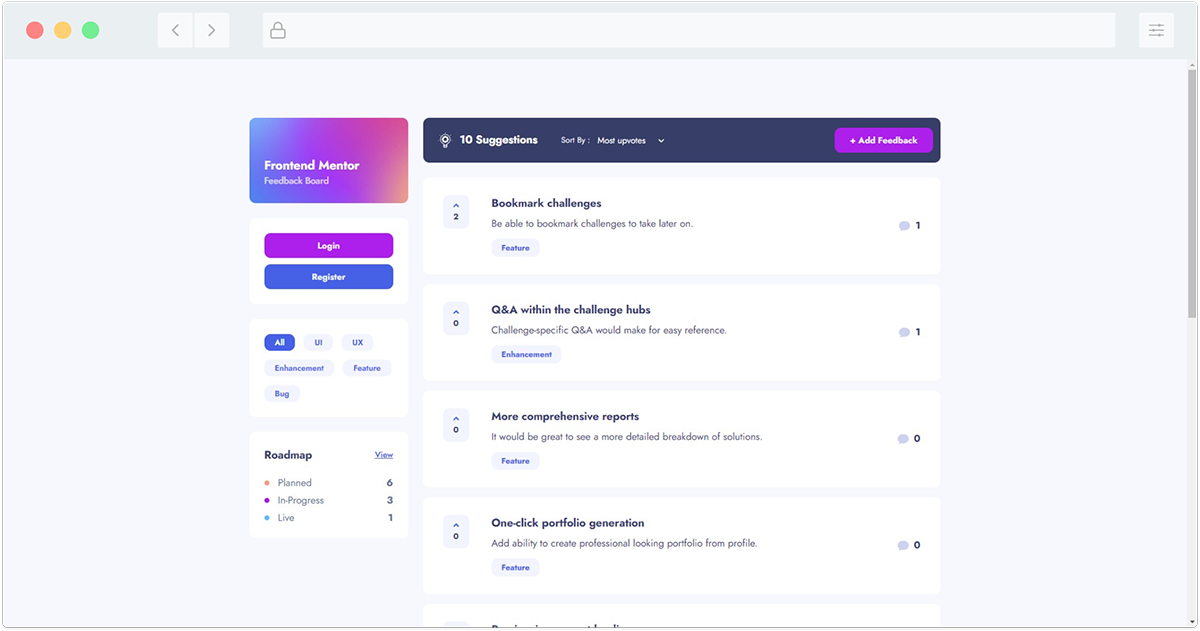 Frontend Mentor
Feedback Board
Login
Register
All UI UX
Enhancement Feature
Bug
Roadmap View
Planned 6
In-Progress 3
Live 1
10 Suggestions Sort By : Most upvotes + Add Feedback
2
Bookmark challenges
Be able to bookmark challenges to take later on.
Feature
1
0
Q&A within the challenge hubs
Challenge-specific Q&A would make for easy reference.
Enhancement
1
0
More comprehensive reports
It would be great to see a more detailed breakdown of solutions.
Feature
0
0
One-click portfolio generation
Add ability to create professional looking portfolio from profile.
Feature
0